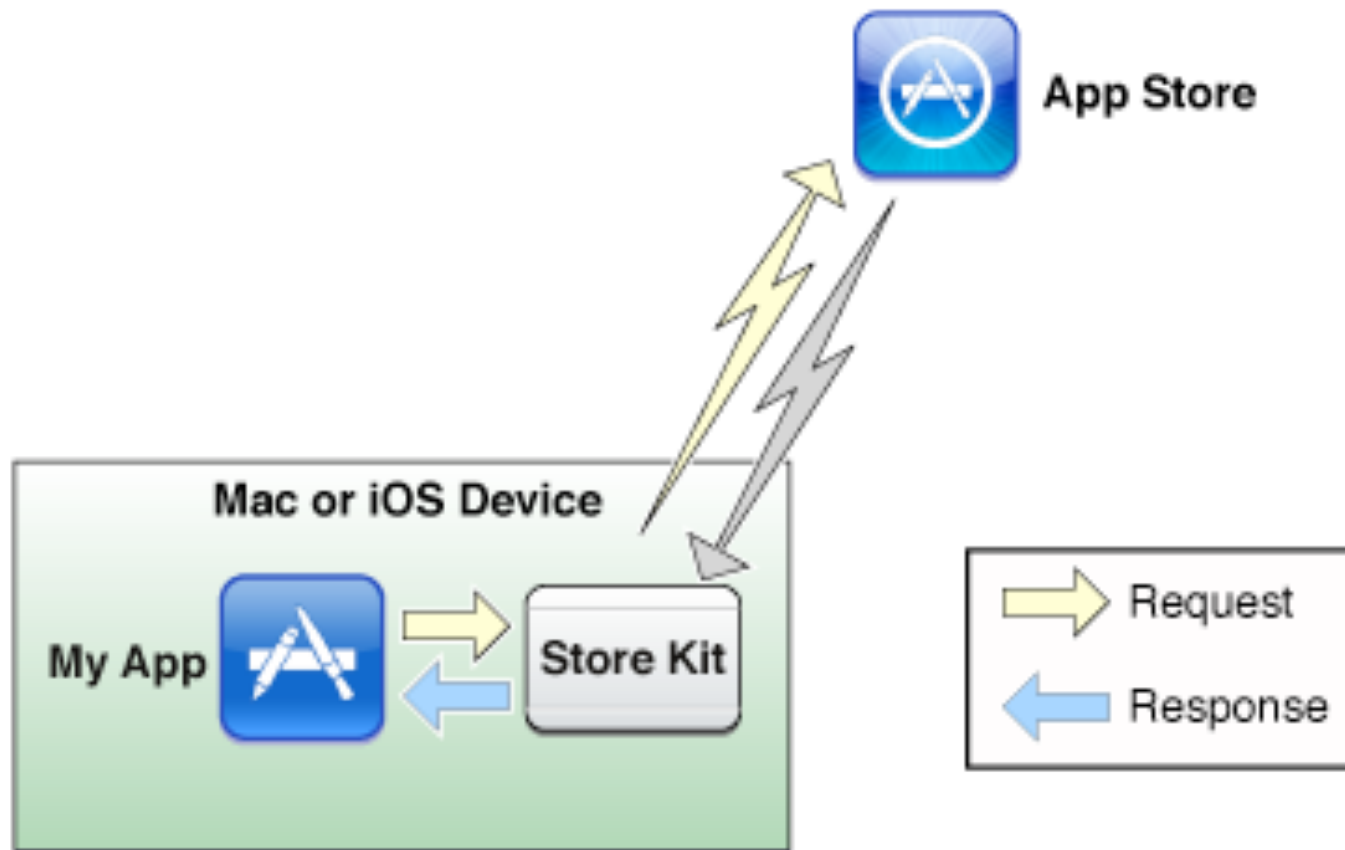 App Store
Mac or iOS Device
My App
Store Kit
Request
Response